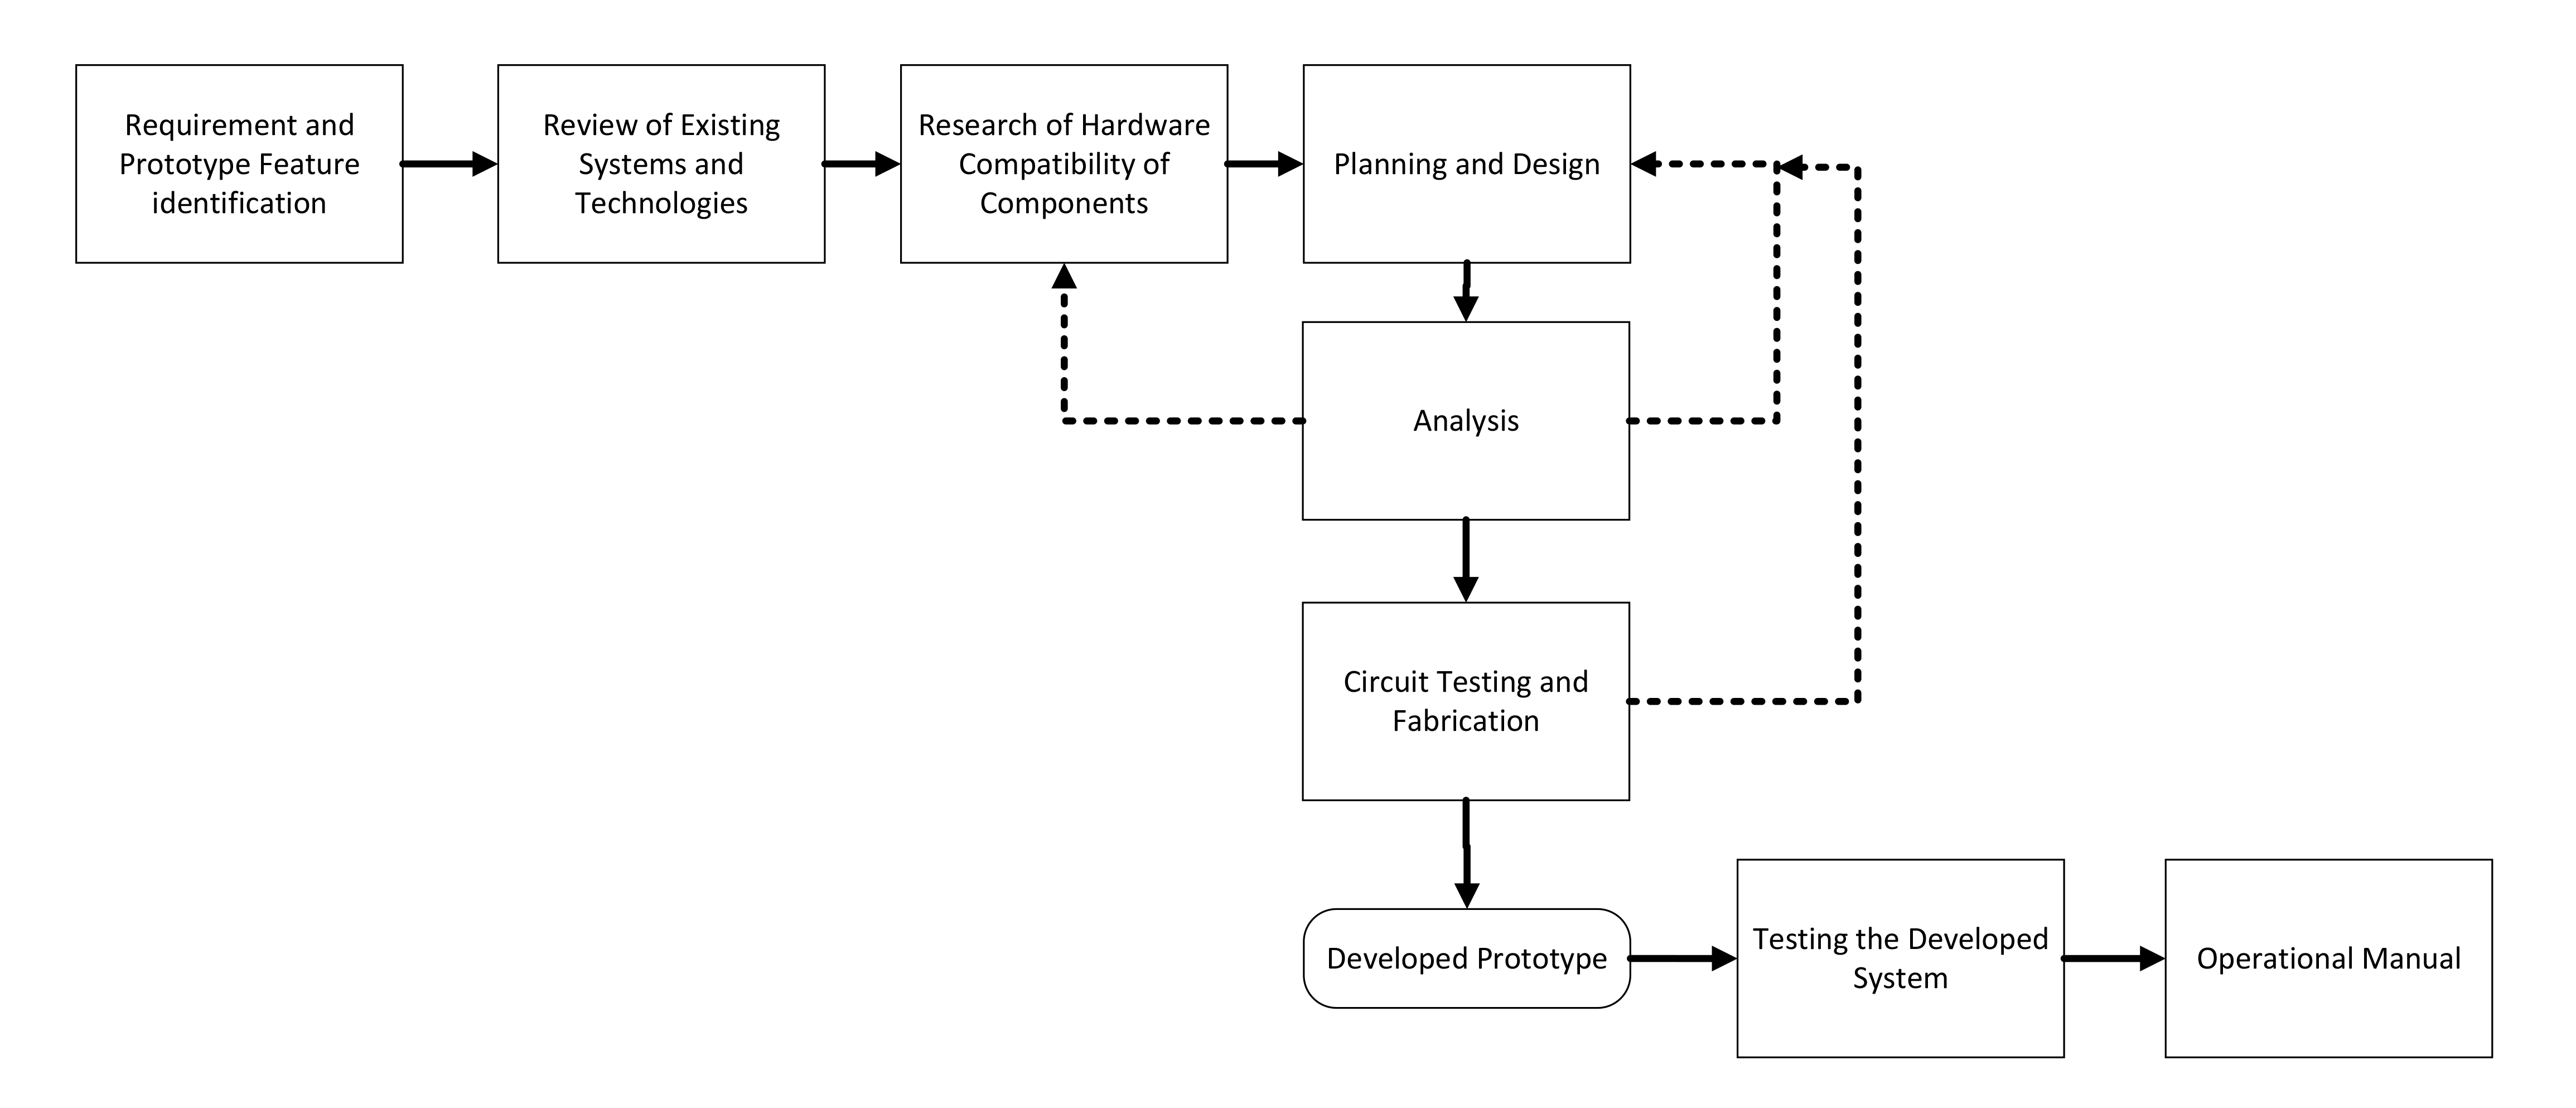 Requirement and
Prototype Feature
identification
Review of Existing
Systems and
Technologies
Research of Hardware
Compatibility of
Components
Planning and Design
Analysis
Circuit Testing and
Fabrication
Developed Prototype
Testing the Developed
System
Operational Manual